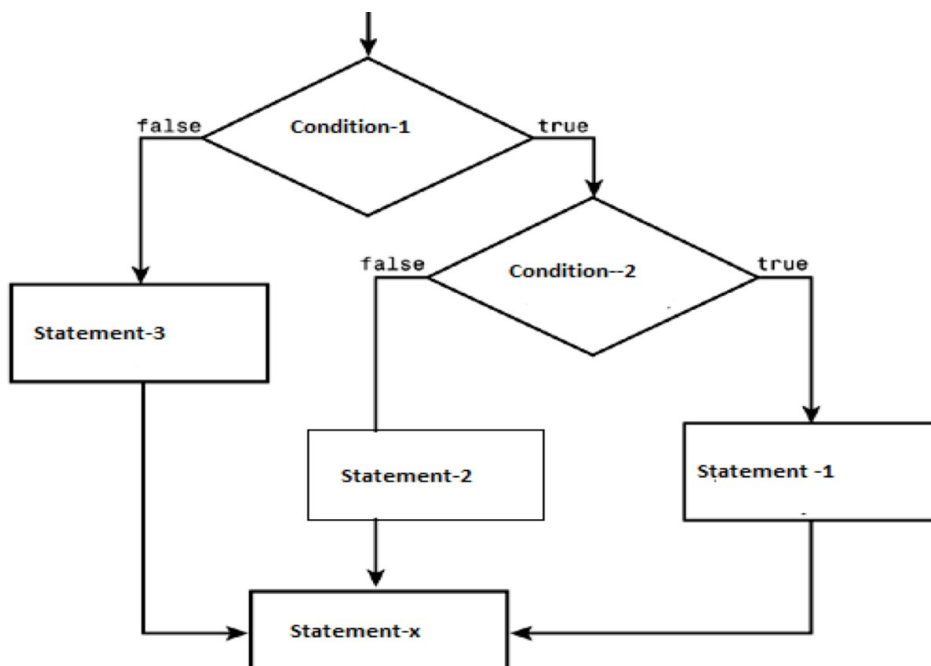 Condition-1
false
true
Condition--2
false
true
Statement-3
Statement-2
Statement -1
Statement-x